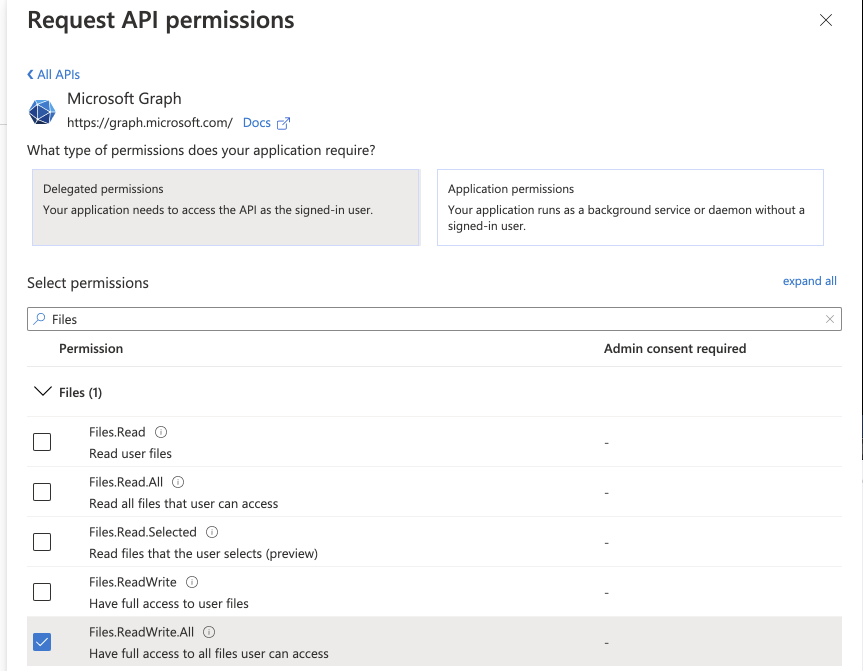 Request API permissions
All APIs
Microsoft Graph
https://graph.microsoft.com/ Docs
What type of permissions does your application require?
Delegated permissions
Your application needs to access the API as the signed-in user.
Application permissions
Your application runs as a background service or daemon without a
signed-in user.
Select permissions
expand all
Files
Permission
Admin consent required
Files (1)
Files.Read
Read user files
-
Files.Read.All
Read all files that user can access
-
Files.Read.Selected
Read files that the user selects (preview)
-
Files.ReadWrite
Have full access to user files
-
Files.ReadWrite.All
Have full access to all files user can access
-